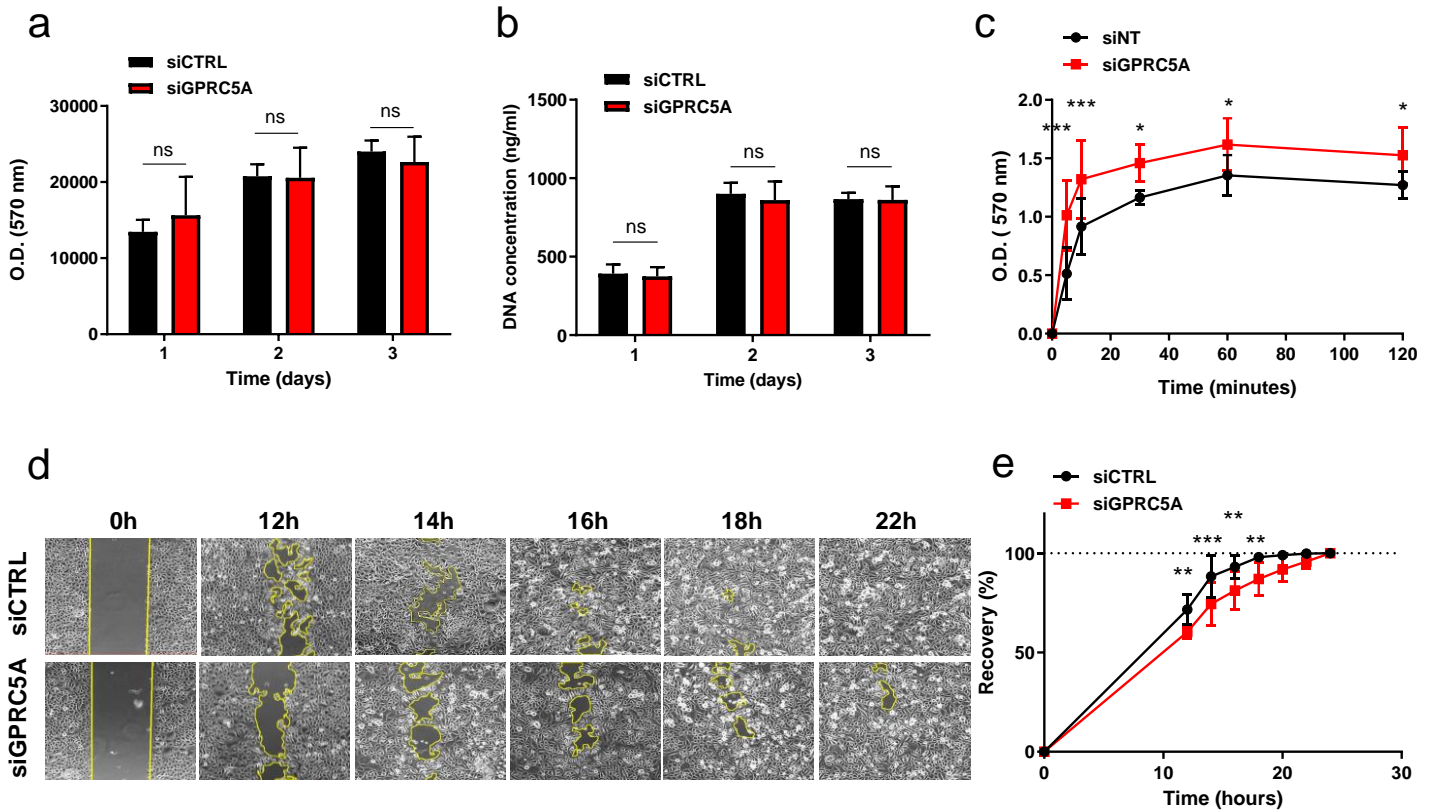 a
siCTRL
siGPRC5A
O.D. (570 nm)
30000
20000
10000
0
ns
ns
ns
1
2
3
Time (days)
b
siCTRL
siGPRC5A
DNA concentration (ng/ml)
1500
1000
500
0
ns
ns
ns
1
2
3
Time (days)
c
siNT
siGPRC5A
O.D. ( 570 nm)
2.0
1.5
1.0
0.5
0.0
***
***
*
*
*
0
20
40
60
80
100
120
Time (minutes)
d
0h
12h
14h
16h
18h
22h
siCTRL
siGPRC5A
e
siCTRL
siGPRC5A
Recovery (%)
100
50
0
**
***
**
**
0
10
20
30
Time (hours)